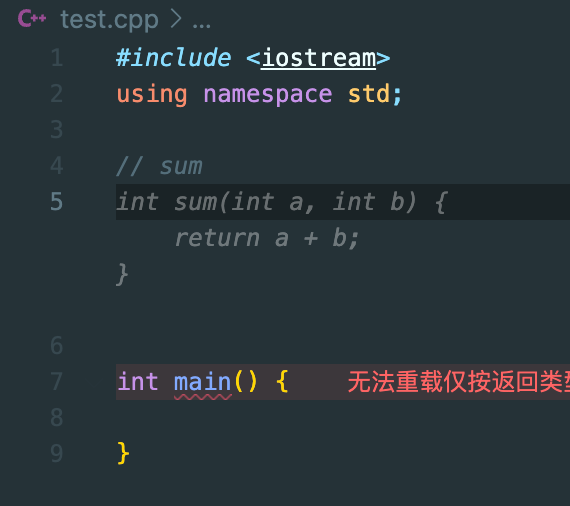 C++ test.cpp > ...
1 #include <iostream>
2 using namespace std;
3
4 // sum
5 int sum(int a, int b) {
return a + b;
}
6
7 int main() { 无法重载仅按返回类
8
9 }